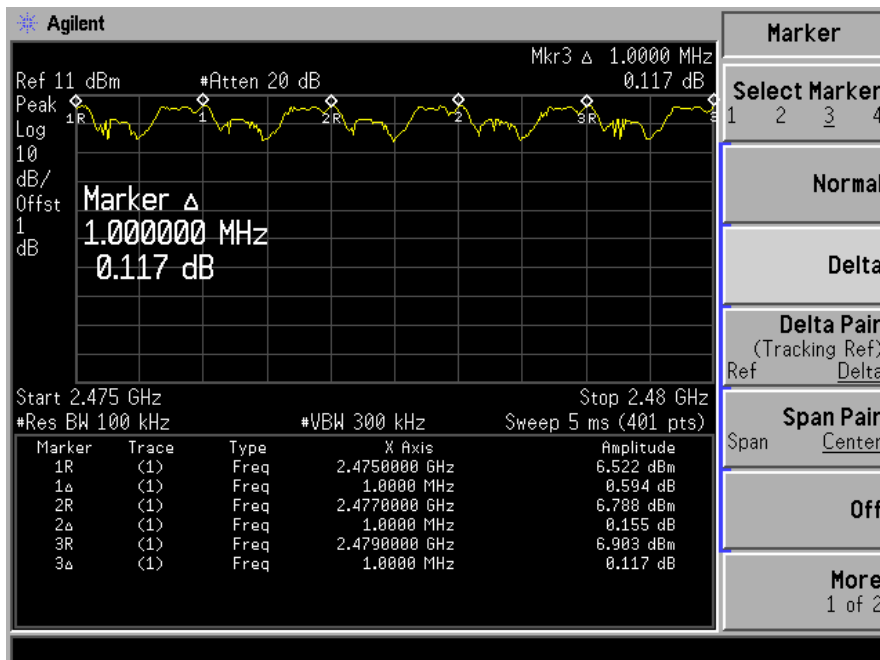 Agilent
Marker
Mkr3 Δ 1.0000 MHz
Ref 11 dBm #Atten 20 dB 0.117 dB
Peak
Log
10
dB/
Offst
1
dB
1R 1 2R 2 3R 3
Marker Δ
1.000000 MHz
0.117 dB
Start 2.475 GHz Stop 2.48 GHz
#Res BW 100 kHz #VBW 300 kHz Sweep 5 ms (401 pts)
Marker Trace Type X Axis Amplitude
1R (1) Freq 2.4750000 GHz 6.522 dBm
1Δ (1) Freq 1.0000 MHz 0.594 dB
2R (1) Freq 2.4770000 GHz 6.788 dBm
2Δ (1) Freq 1.0000 MHz 0.155 dB
3R (1) Freq 2.4790000 GHz 6.903 dBm
3Δ (1) Freq 1.0000 MHz 0.117 dB
Select Marker
1 2 3 4
Normal
Delta
Delta Pair
(Tracking Ref)
Ref Delta
Span Pair
Span Center
Off
More
1 of 2